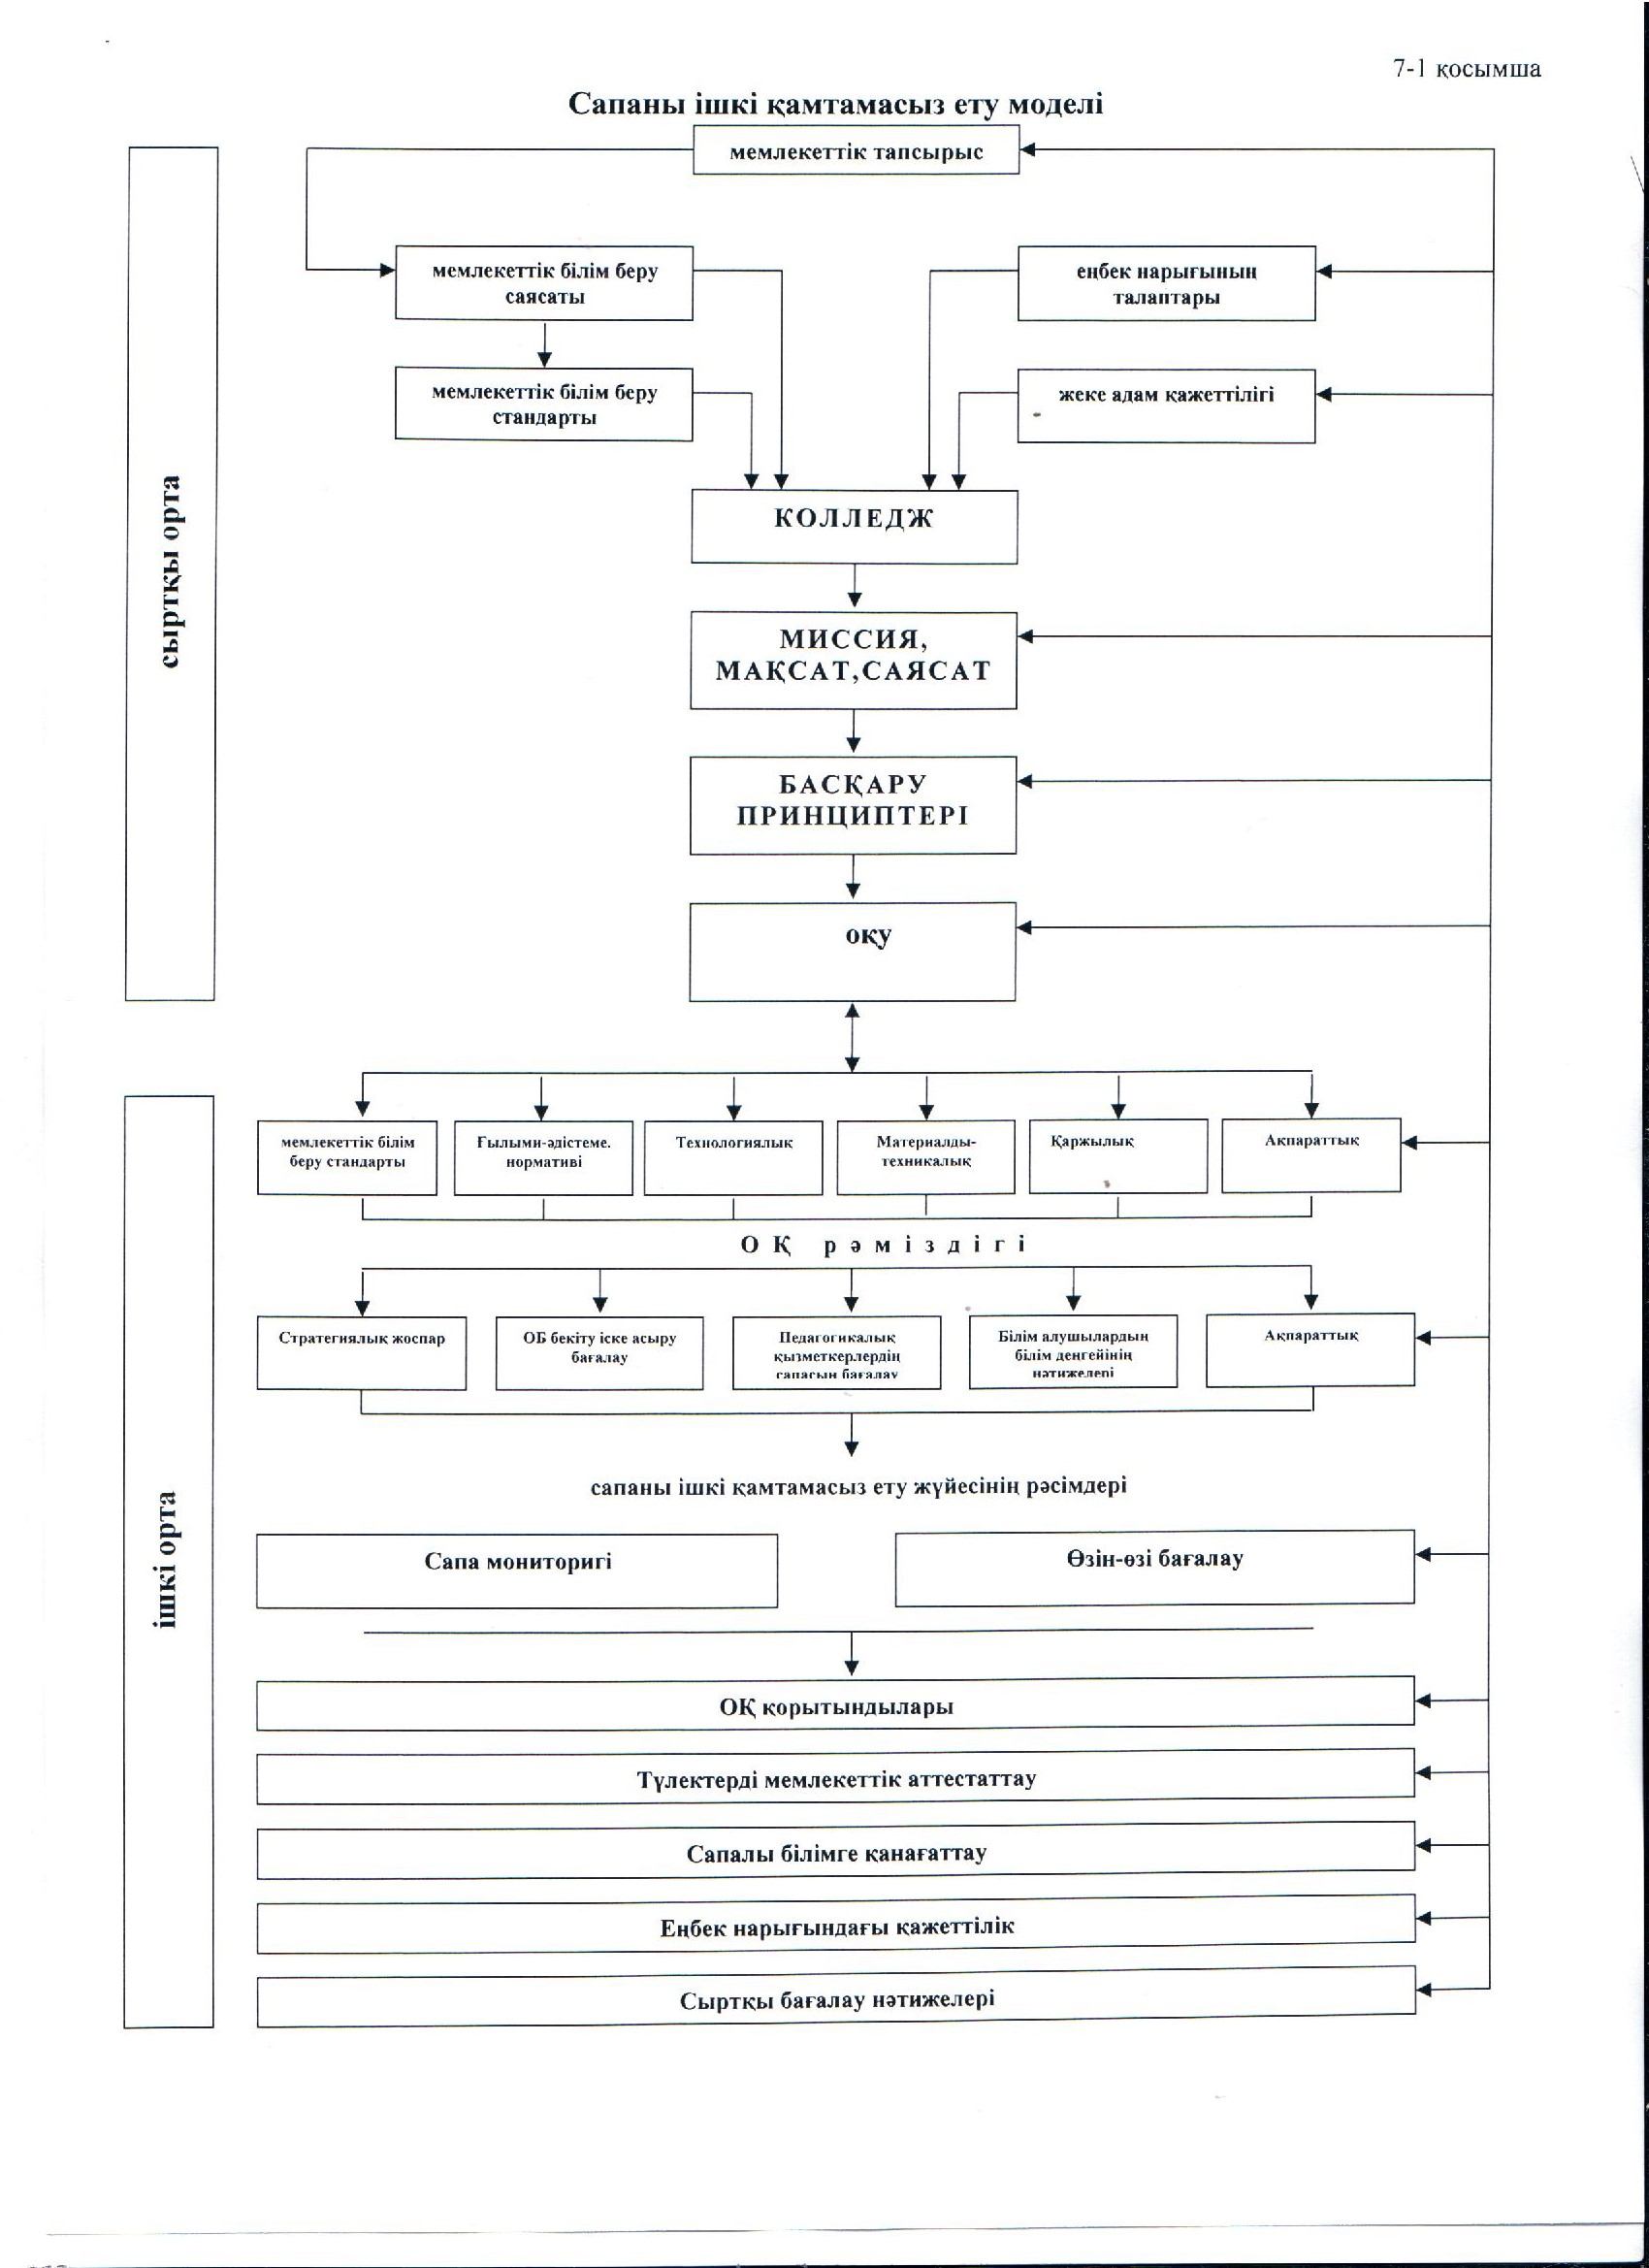 7-1 қосымша
Сапаны ішкі қамтамасыз ету моделі
мемлекеттік тапсырыс
мемлекеттік білім беру
саясаты
еңбек нарығының
талаптары
мемлекеттік білім беру
стандарты
жеке адам қажеттілігі
сыртқы орта
КОЛЛЕДЖ
МИССИЯ,
МАҚСАТ,САЯСАТ
БАСҚАРУ
ПРИНЦИПТЕРІ
оқу
мемлекеттік білім
беру стандарты
Ғылыми-әдістеме.
нормативі
Технологиялық
Материалды-
техникалық
Қаржылық
Ақпараттық
ОҚ рәміздігі
Стратегиялық жоспар
ОБ бекіту іске асыру
бағалау
Педагогикалық
қызметкерлердің
сапасын бағалау
Білім алушылардың
білім деңгейінің
нәтижелері
Ақпараттық
ішкі орта
сапаны ішкі қамтамасыз ету жүйесінің рәсімдері
Сапа мониторигі
Өзін-өзі бағалау
ОҚ қорытындылары
Түлектерді мемлекеттік аттестаттау
Сапалы білімге қанағаттау
Еңбек нарығындағы қажеттілік
Сыртқы бағалау нәтижелері